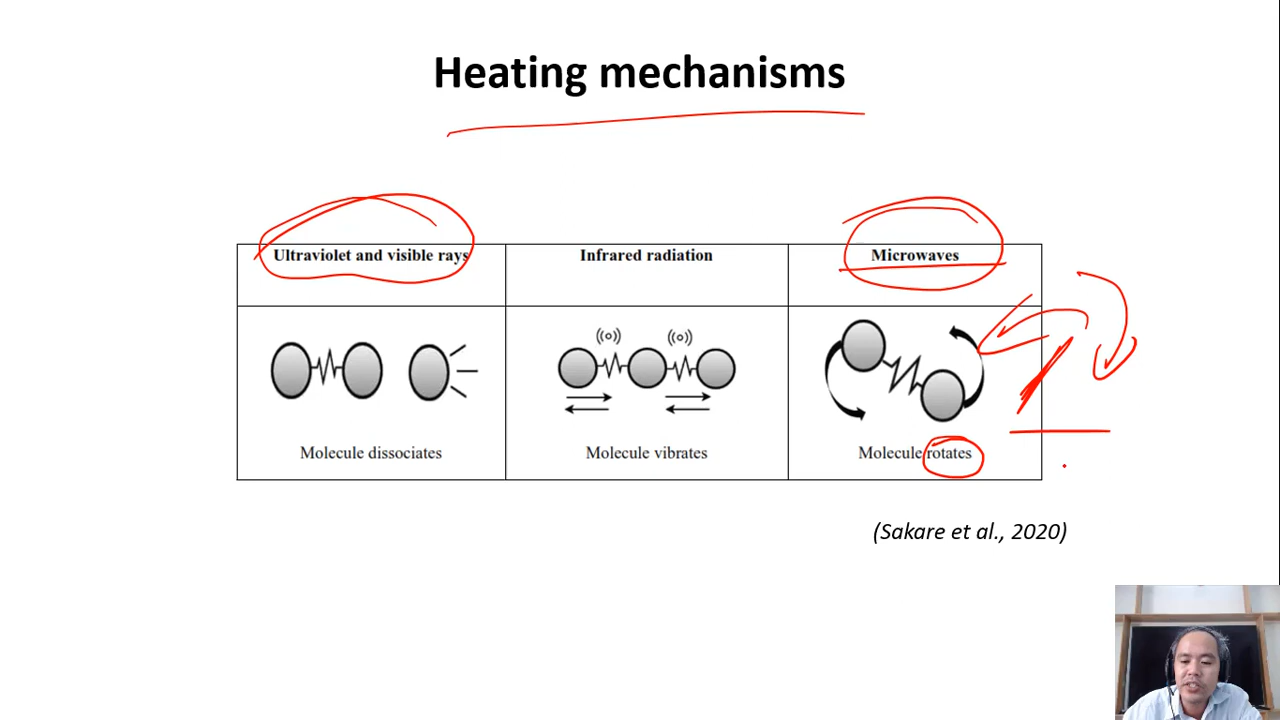 Heating mechanisms
Ultraviolet and visible rays
Infrared radiation
Microwaves
((o))
((o))
Molecule dissociates
Molecule vibrates
Molecule rotates
(Sakare et al., 2020)